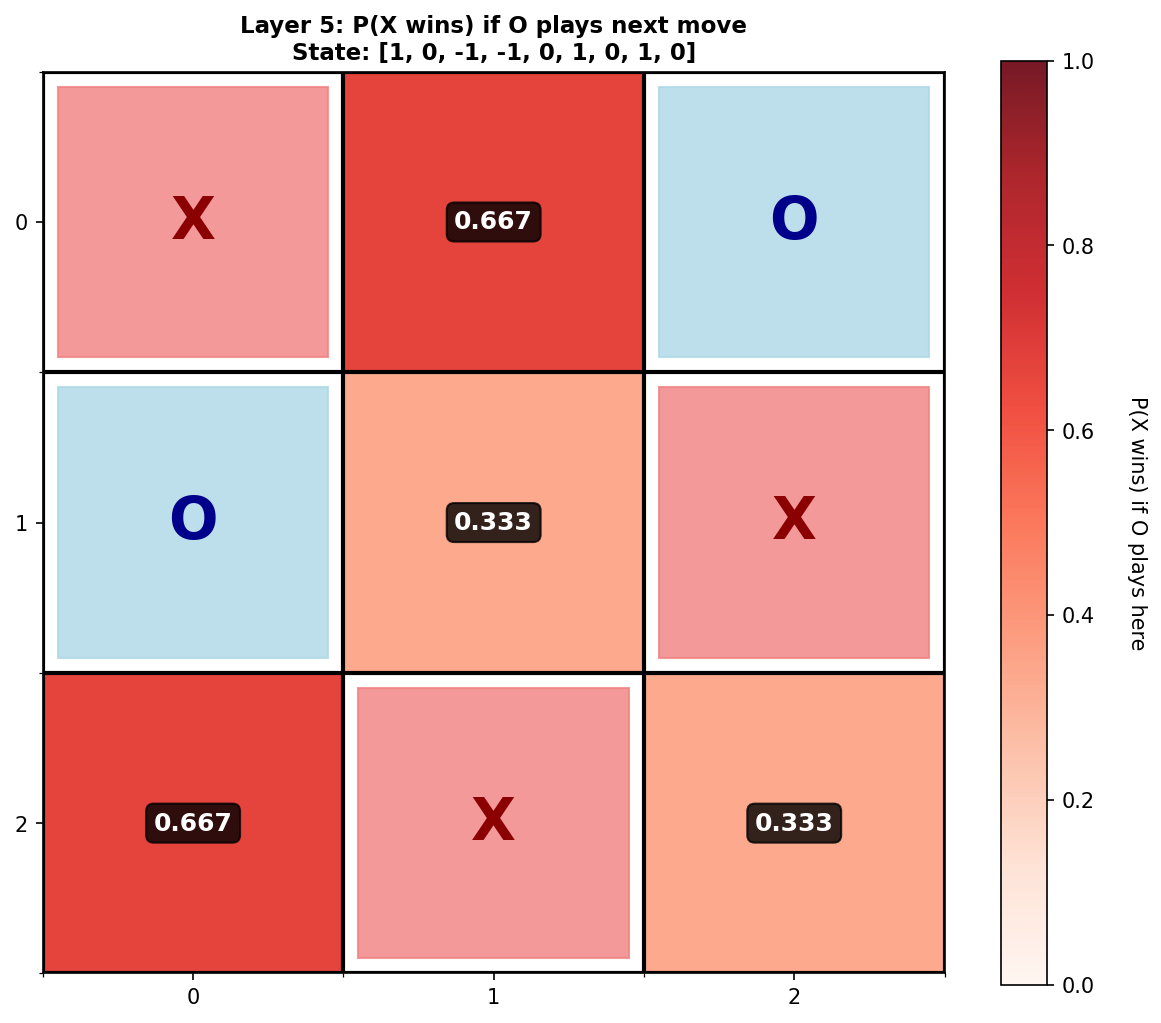 Layer 5: P(X wins) if O plays next move
State: [1, 0, -1, -1, 0, 1, 0, 1, 0]
0
X
0.667
O
1
O
0.333
X
2
0.667
X
0.333
0
1
2
1.0
0.8
0.6
0.4
0.2
0.0
P(X wins) if O plays here